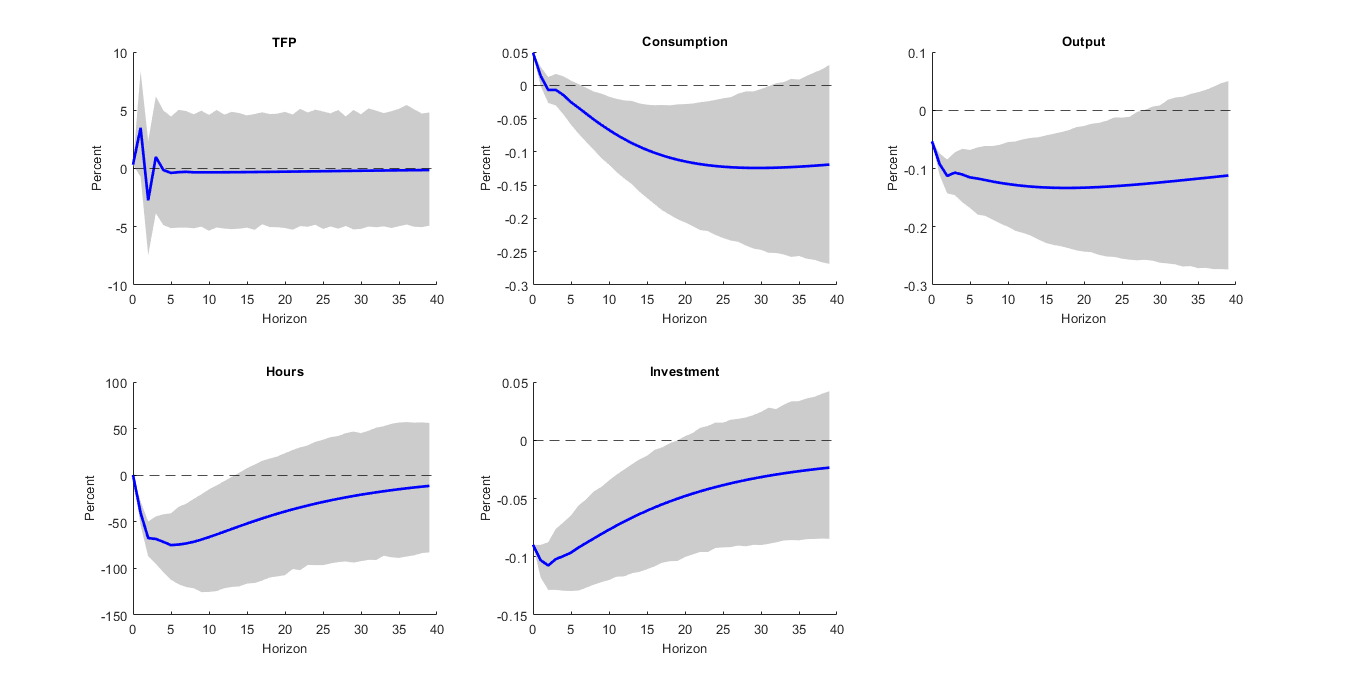 TFP
Percent
10
5
0
-5
-10
0 5 10 15 20 25 30 35 40
Horizon
Consumption
Percent
0.05
0
-0.05
-0.1
-0.15
-0.2
-0.25
-0.3
0 5 10 15 20 25 30 35 40
Horizon
Output
Percent
0.1
0
-0.1
-0.2
-0.3
0 5 10 15 20 25 30 35 40
Horizon
Hours
Percent
100
50
0
-50
-100
-150
0 5 10 15 20 25 30 35 40
Horizon
Investment
Percent
0.05
0
-0.05
-0.1
-0.15
0 5 10 15 20 25 30 35 40
Horizon